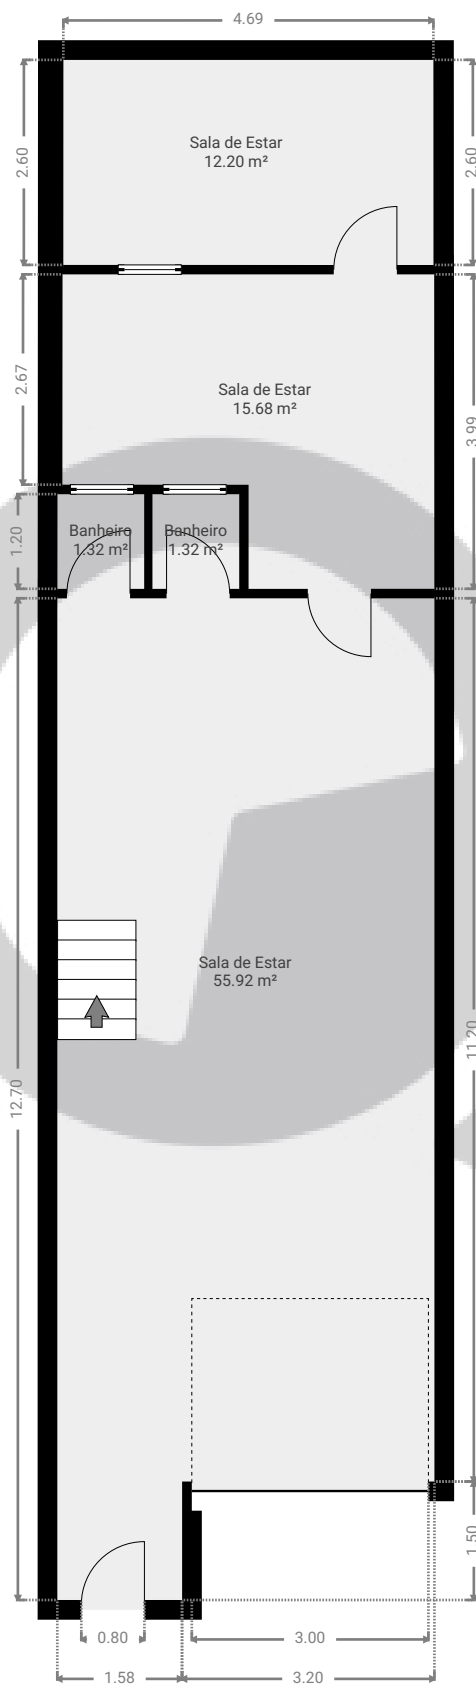 4.69
2.60
2.60
Sala de Estar
12.20 m²
2.67
3.99
Sala de Estar
15.68 m²
1.20
Banheiro
1.32 m²
Banheiro
1.32 m²
Sala de Estar
55.92 m²
12.70
11.20
1.50
0.80
3.00
1.58
3.20